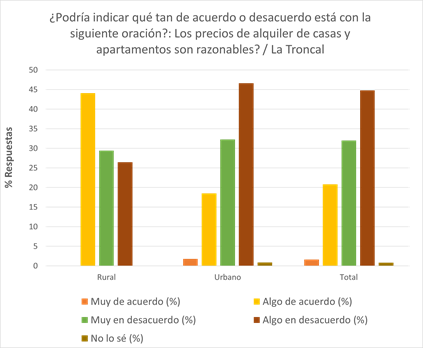 ¿Podría indicar qué tan de acuerdo o desacuerdo está con la
siguiente oración?: Los precios de alquiler de casas y
apartamentos son razonables? / La Troncal
50
45
40
35
30
25
20
15
10
5
0
% Respuestas
Rural Urbano Total
Muy de acuerdo (%) Algo de acuerdo (%)
Muy en desacuerdo (%) Algo en desacuerdo (%)
No lo sé (%)